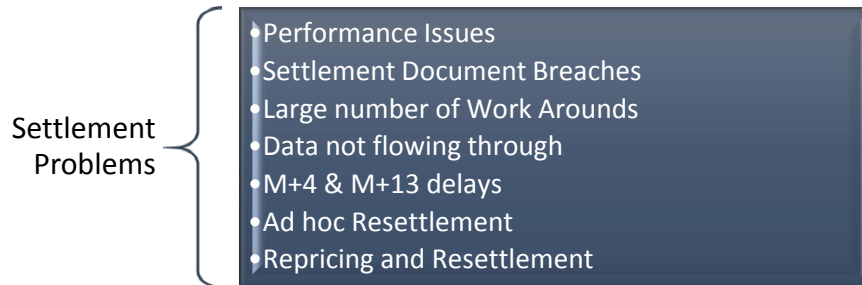 Settlement
Problems
•Performance Issues
•Settlement Document Breaches
•Large number of Work Arounds
•Data not flowing through
•M+4 & M+13 delays
•Ad hoc Resettlement
•Repricing and Resettlement